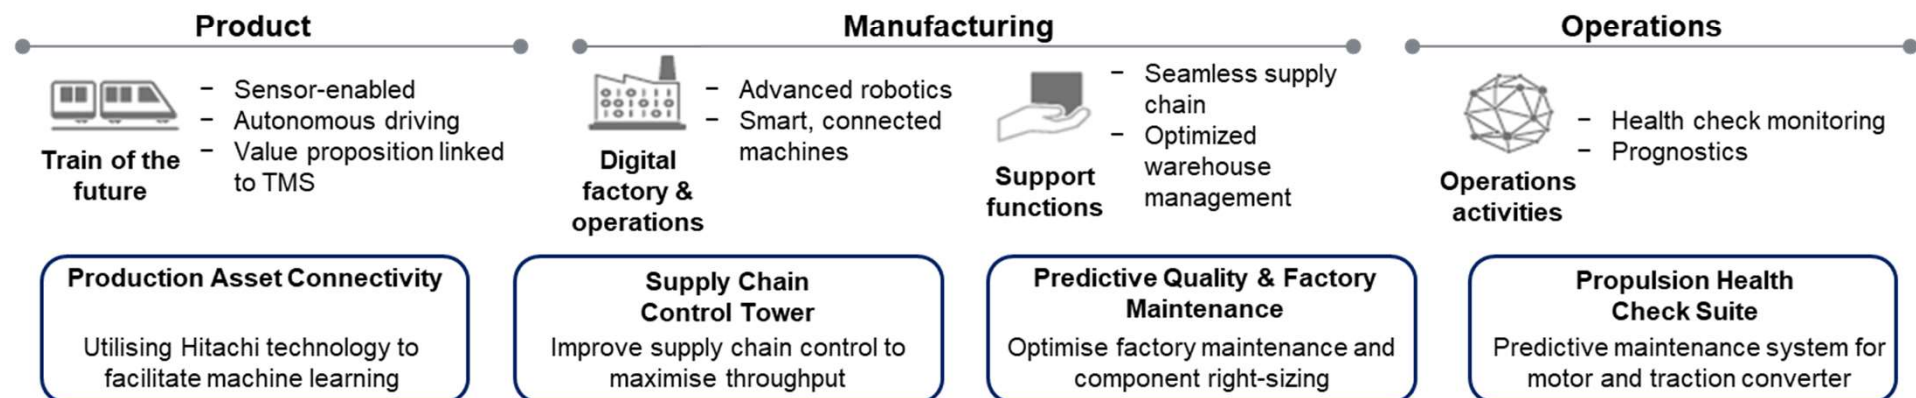 Product
Manufacturing
Operations
Train of the
future
− Sensor-enabled
− Autonomous driving
− Value proposition linked
to TMS
Digital
factory &
operations
− Advanced robotics
− Smart, connected
machines
Support
functions
− Seamless supply
chain
− Optimized
warehouse
management
Operations
activities
− Health check monitoring
− Prognostics
Production Asset Connectivity
Utilising Hitachi technology to
facilitate machine learning
Supply Chain
Control Tower
Improve supply chain control to
maximise throughput
Predictive Quality & Factory
Maintenance
Optimise factory maintenance and
component right-sizing
Propulsion Health
Check Suite
Predictive maintenance system for
motor and traction converter